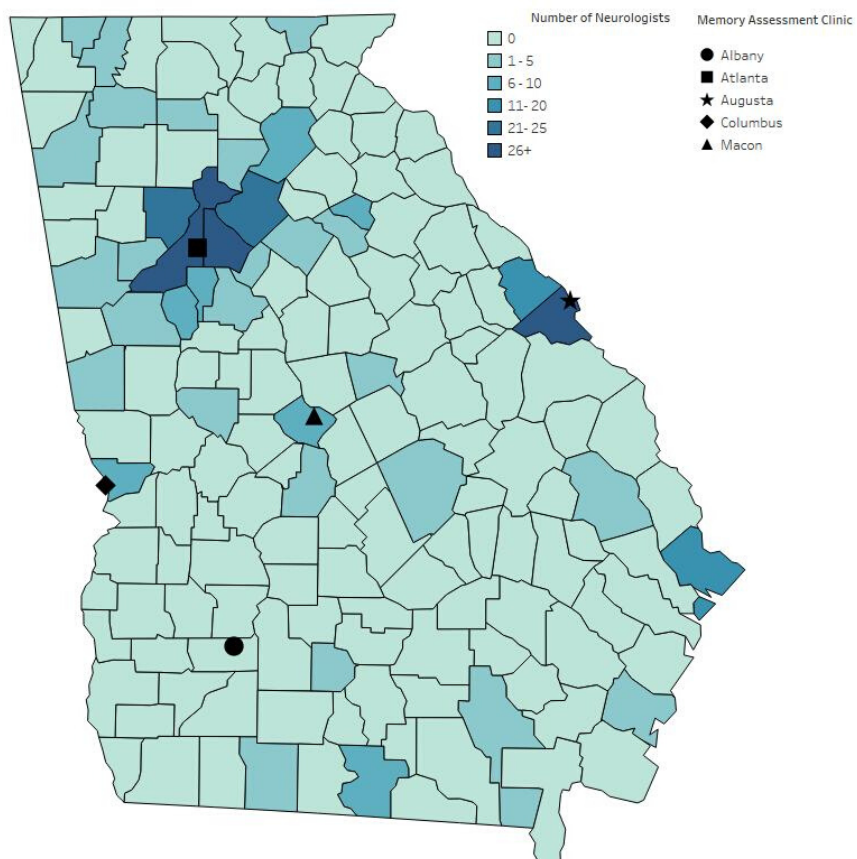 Number of Neurologists
0
1 - 5
6 - 10
11 - 20
21- 25
26+
Memory Assessment Clinic
Albany
Atlanta
Augusta
Columbus
Macon